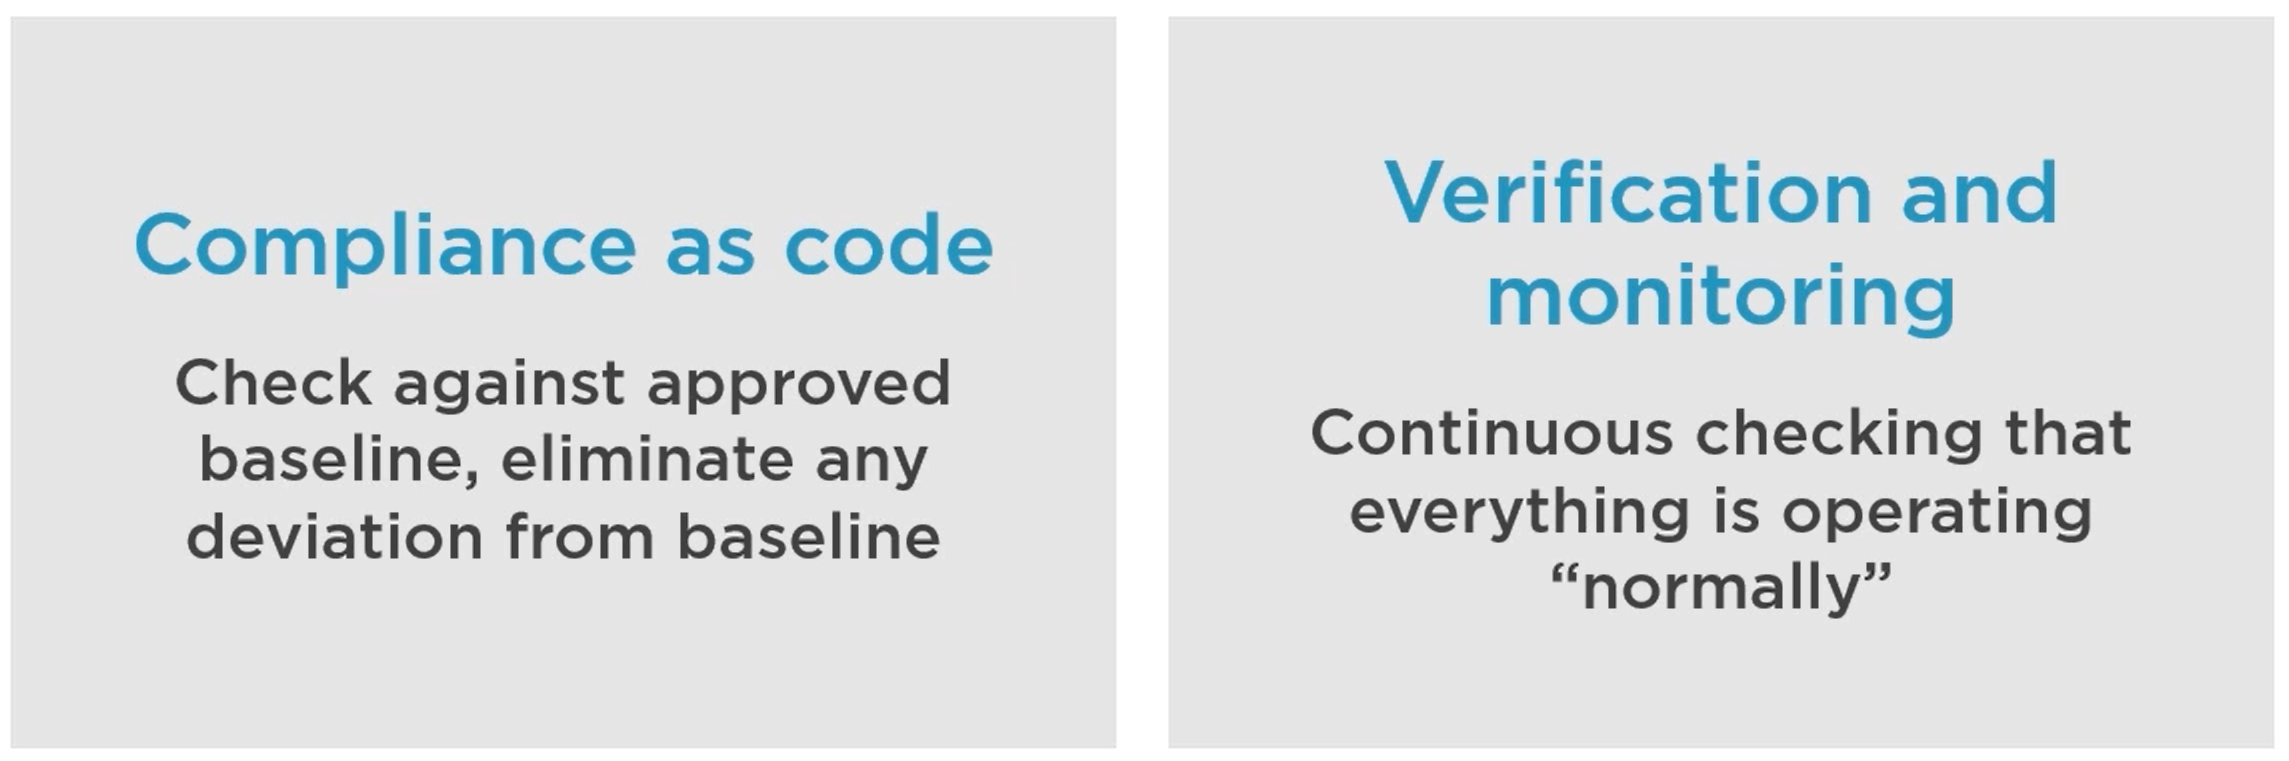 Compliance as code
Check against approved
baseline, eliminate any
deviation from baseline
Verification and
monitoring
Continuous checking that
everything is operating
“normally”